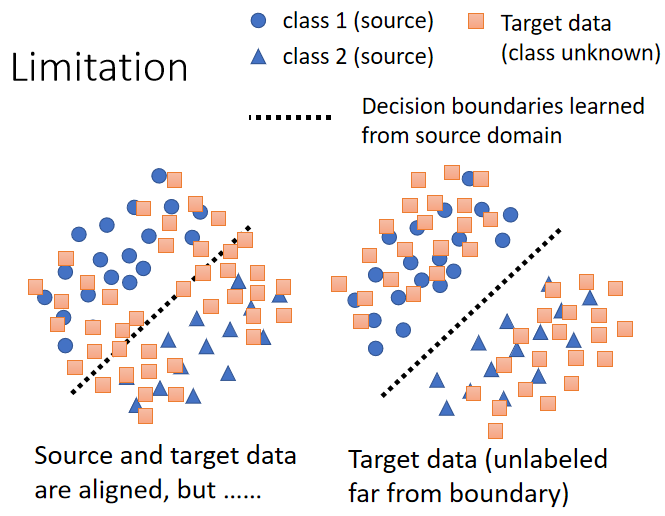 Limitation
class 1 (source)
class 2 (source)
Target data
(class unknown)
Decision boundaries learned
from source domain
Source and target data
are aligned, but ……
Target data (unlabeled
far from boundary)